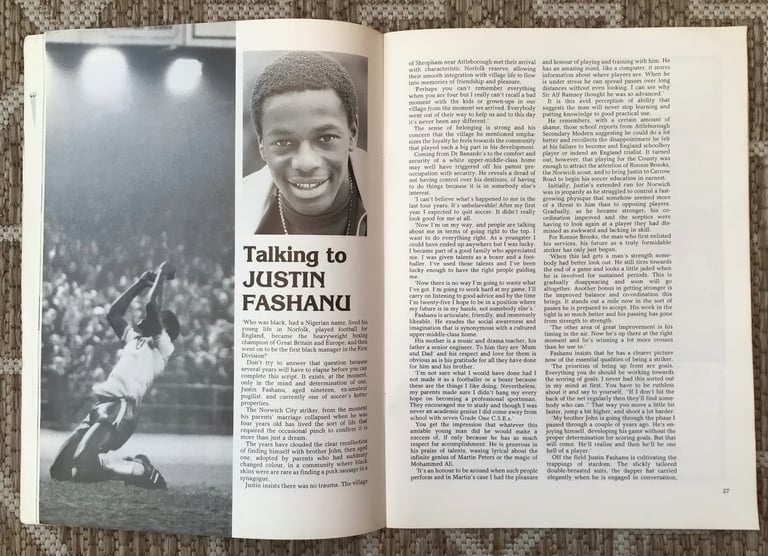 Talking to
JUSTIN
FASHANU
'Who was black, had a Nigerian name, lived his
young life in Norfolk, played football for
England, became the heavyweight boxing
champion of Great Britain and Europe; and then
went on to be the first black manager in the First
Division?'
Don't try to answer that question because
several years will have to elapse before you can
complete this script. It exists, at the moment,
only in the mind and determination of one,
Justin Fashanu, aged nineteen, ex-amateur
pugilist, and currently one of soccer's hottest
properties.
The Norwich City striker, from the moment
his parents' marriage collapsed when he was
four years old has lived the sort of life that
required the occasional pinch to confirm it is
more than just a dream.
The years have clouded the clear recollection
of finding himself with brother John, then aged
one, adopted by parents who had suddenly
changed colour, in a community where black
skins were rare as finding a pork sausage in a
synagogue.
Justin insists there was no trauma. The village
of Shropham near Attleborough met their arrival
with characteristic Norfolk reserve, allowing
their smooth integration with village life to flow
into memories of friendship and pleasure.
'Perhaps you can't remember everything
when you are four but I really can't recall a bad
moment with the kids or grown-ups in our
village from the moment we arrived. Everybody
went out of their way to help us and to this day
it's never been any different.'
The sense of belonging is strong and his
concern that the village be mentioned empha-
sizes the loyalty he feels towards the community
that played such a big part in his development.
Coming from Dr Banardo's to the comfort and
security of a white upper-middle-class home
may well have triggered off his patent pre-
occupation with security. He reveals a dread of
not having control over his destinies, of having
to do things because it is in somebody else's
interest.
'I can't believe what's happened to me in the
last four years. It's unbelievable! After my first
year I expected to quit soccer. It didn't really
look good for me at all.
'Now I'm on my way, and people are talking
about me in terms of going right to the top. I
want to do everything right. As a youngster I
could have ended up anywhere but I was lucky.
I became part of a good family who appreciated
me. I was given talents as a boxer and a foot-
baller. I've used those talents and I've been
lucky enough to have the right people guiding
me.
'Now there is no way I'm going to waste what
I've got. I'm going to work hard at my game. I'll
carry on listening to good advice and by the time
I'm twenty-five I hope to be in a position where
my future is in my hands, not somebody else's.'
Fashanu is articulate, friendly, and immensely
likeable. He exudes the social awareness and
imagination that is synonymous with a cultured
upper-middle-class home.
His mother is a music and drama teacher, his
father a senior engineer. To him they are 'Mum
and Dad' and his respect and love for them is
obvious as is his gratitude for all they have done
for him and his brother.
'I'm not sure what I would have done had I
not made it as a footballer or a boxer because
these are the things I like doing. Nevertheless,
my parents made sure I didn't hang my every
hope on becoming a professional sportsman.
They encouraged me to study and though I was
never an academic genius I did come away from
school with seven Grade One C.S.E.s.'
You get the impression that whatever this
amiable young man did he would make a
success of, if only because he has so much
respect for accomplishment. He is generous in
his praise of talents, waxing lyrical about the
infinite genius of Martin Peters or the magic of
Mohammed Ali.
'It's an honour to be around when such people
perform and in Martin's case I had the pleasure
and honour of playing and training with him. He
has an amazing mind, like a computer, it stores
information about where players are. When he
is under stress he can spread passes over long
distances without even looking. I can see why
Sir Alf Ramsey thought he was so advanced.'
It is this avid perception of ability that
suggests the man will never stop learning and
putting knowledge to good practical use.
He remembers, with a certain amount of
shame, those school reports from Attleborough
Secondary Modern suggesting he could do a lot
better and recollects the disappointment he felt
at his failure to become and England schoolboy
player or indeed an England trialist. It turned
out, however, that playing for the County was
enough to attract the attention of Ronnie Brooks,
the Norwich scout, and to bring Justin to Carrow
Road to begin his soccer education in earnest.
Initially, Justin's extended run for Norwich
was in jeopardy as he struggled to control a fast-
growing physique that somehow seemed more
of a threat to him than to opposing players.
Gradually, as he became stronger, his co-
ordination improved and the sceptics were
having to look again at a player they had dis-
missed as awkward and lacking in skill.
For Ronnie Brooks, the man who first enlisted
his services, his future as a truly formidable
striker has only just begun.
'When this lad gets a man's strength some-
body had better look out. He still tires towards
the end of a game and looks a little jaded when
he is involved for sustained periods. This is
gradually disappearing and soon will go
altogether. Another bonus in getting stronger is
the improved balance and co-ordination this
brings. It stands out a mile now in the sort of
passes he is prepared to accept. His work in the
tight is so much better and his passing has gone
from strength to strength.
'The other area of great improvement is his
timing in the air. Now he's up there at the right
moment and he's winning a lot more crosses
than he use to.'
Fashanu insists that he has a clearer picture
now of the essential qualities of being a striker.
'The priorities of being up front are goals.
Everything you do should be working towards
the scoring of goals. I never had this sorted out
in my mind at first. You have to be ruthless
about it and say to yourself, "If I don't hit the
back of the net regularly then they'll find some-
body who can." That way you move a little bit
faster, jump a bit higher, and shoot a lot harder.
'My brother John is going through the phase I
passed through a couple of years ago. He's en-
joying himself, developing his game without the
proper determination for scoring goals. But that
will come. He'll realize and then he'll be one
hell of a player.'
Off the field Justin Fashanu is cultivating the
trappings of stardom. The slickly tailored
double-breasted suits, the dapper hat carried
elegantly when he is engaged in conversation,
27